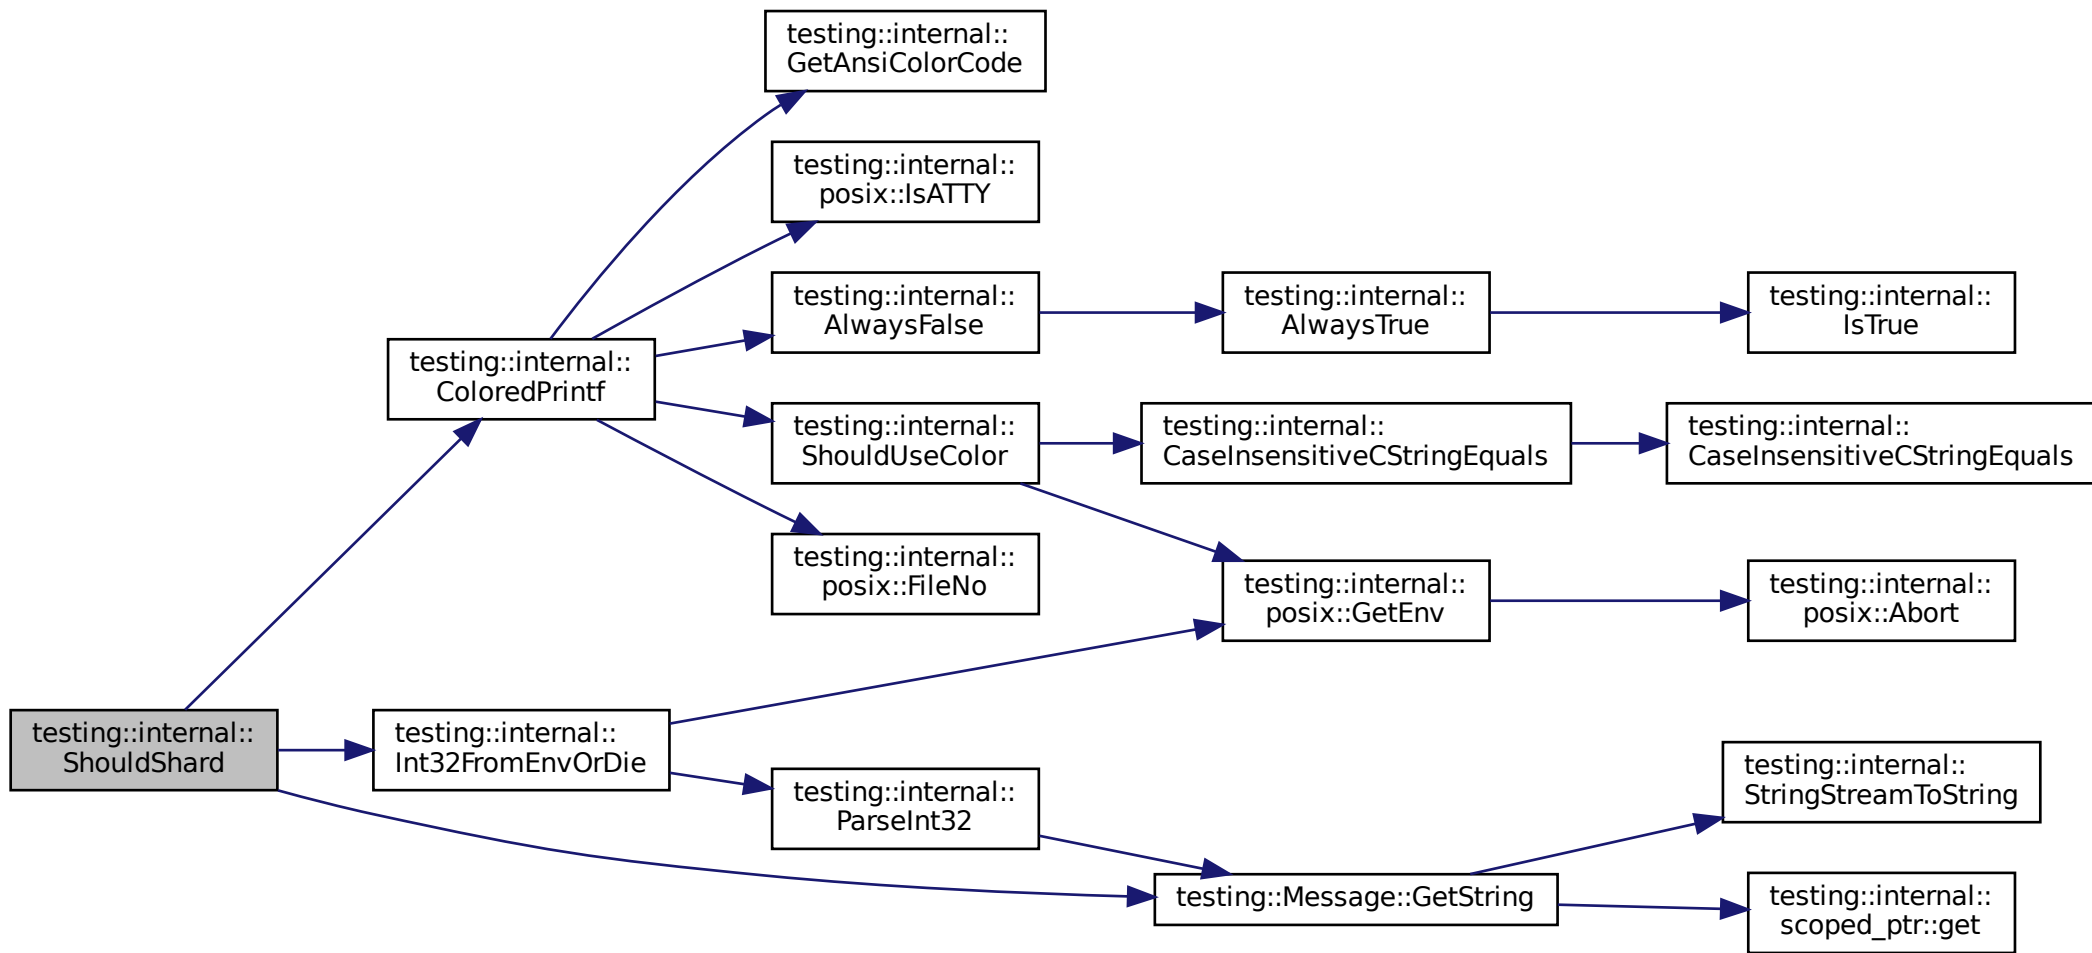 testing::internal::
GetAnsiColorCode
testing::internal::
posix::IsATTY
testing::internal::
AlwaysFalse
testing::internal::
AlwaysTrue
testing::internal::
IsTrue
testing::internal::
ColoredPrintf
testing::internal::
ShouldUseColor
testing::internal::
CaseInsensitiveCStringEquals
testing::internal::
CaseInsensitiveCStringEquals
testing::internal::
posix::FileNo
testing::internal::
posix::GetEnv
testing::internal::
posix::Abort
testing::internal::
ShouldShard
testing::internal::
Int32FromEnvOrDie
testing::internal::
ParseInt32
testing::internal::
StringStreamToString
testing::Message::GetString
testing::internal::
scoped_ptr::get